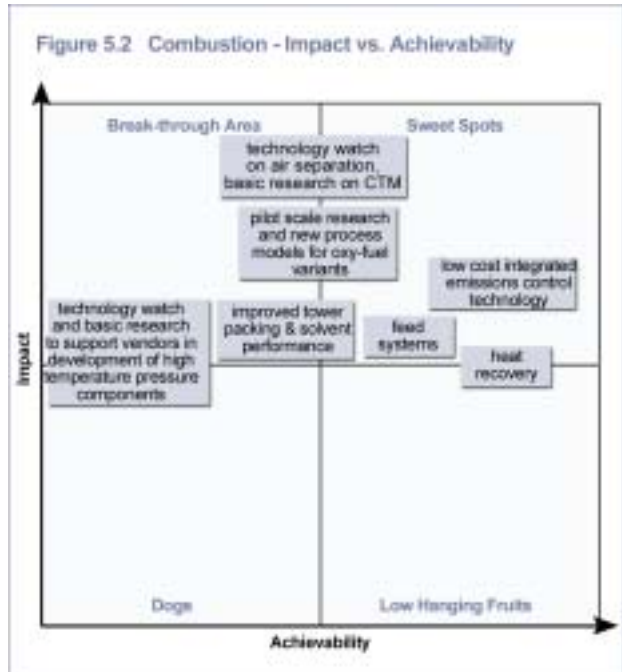 Figure 5.2 Combustion - Impact vs. Achievability
Break-through Area
Sweet Spots
technology watch
on air separation,
basic research on CTM
pilot scale research
and new process
models for oxy-fuel
variants
low cost integrated
emissions control
technology
technology watch
and basic research
to support vendors in
development of high
temperature pressure
components
improved tower
packing & solvent
performance
feed
systems
heat
recovery
Impact
Dogs
Low Hanging Fruits
Achievability